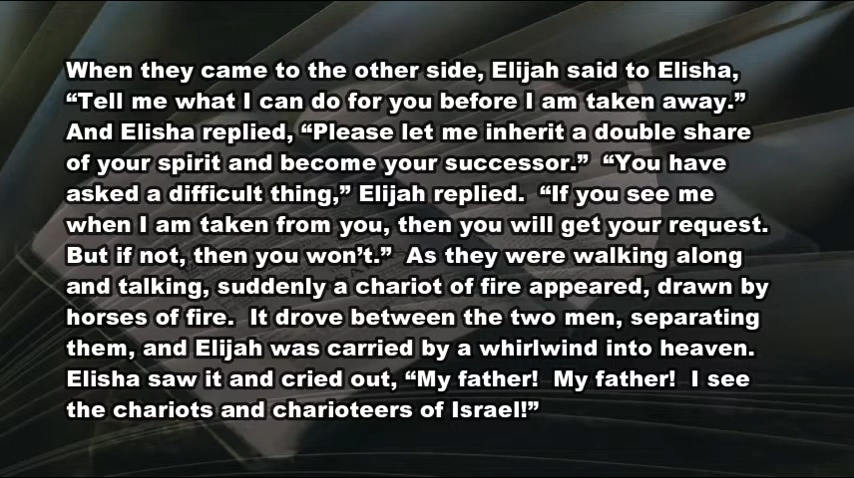 When they came to the other side, Elijah said to Elisha,
“Tell me what I can do for you before I am taken away.”
And Elisha replied, “Please let me inherit a double share
of your spirit and become your successor.”  “You have
asked a difficult thing,” Elijah replied.  “If you see me
when I am taken from you, then you will get your request.
But if not, then you won’t.”  As they were walking along
and talking, suddenly a chariot of fire appeared, drawn by
horses of fire.  It drove between the two men, separating
them, and Elijah was carried by a whirlwind into heaven.
Elisha saw it and cried out, “My father!  My father!  I see
the chariots and charioteers of Israel!”